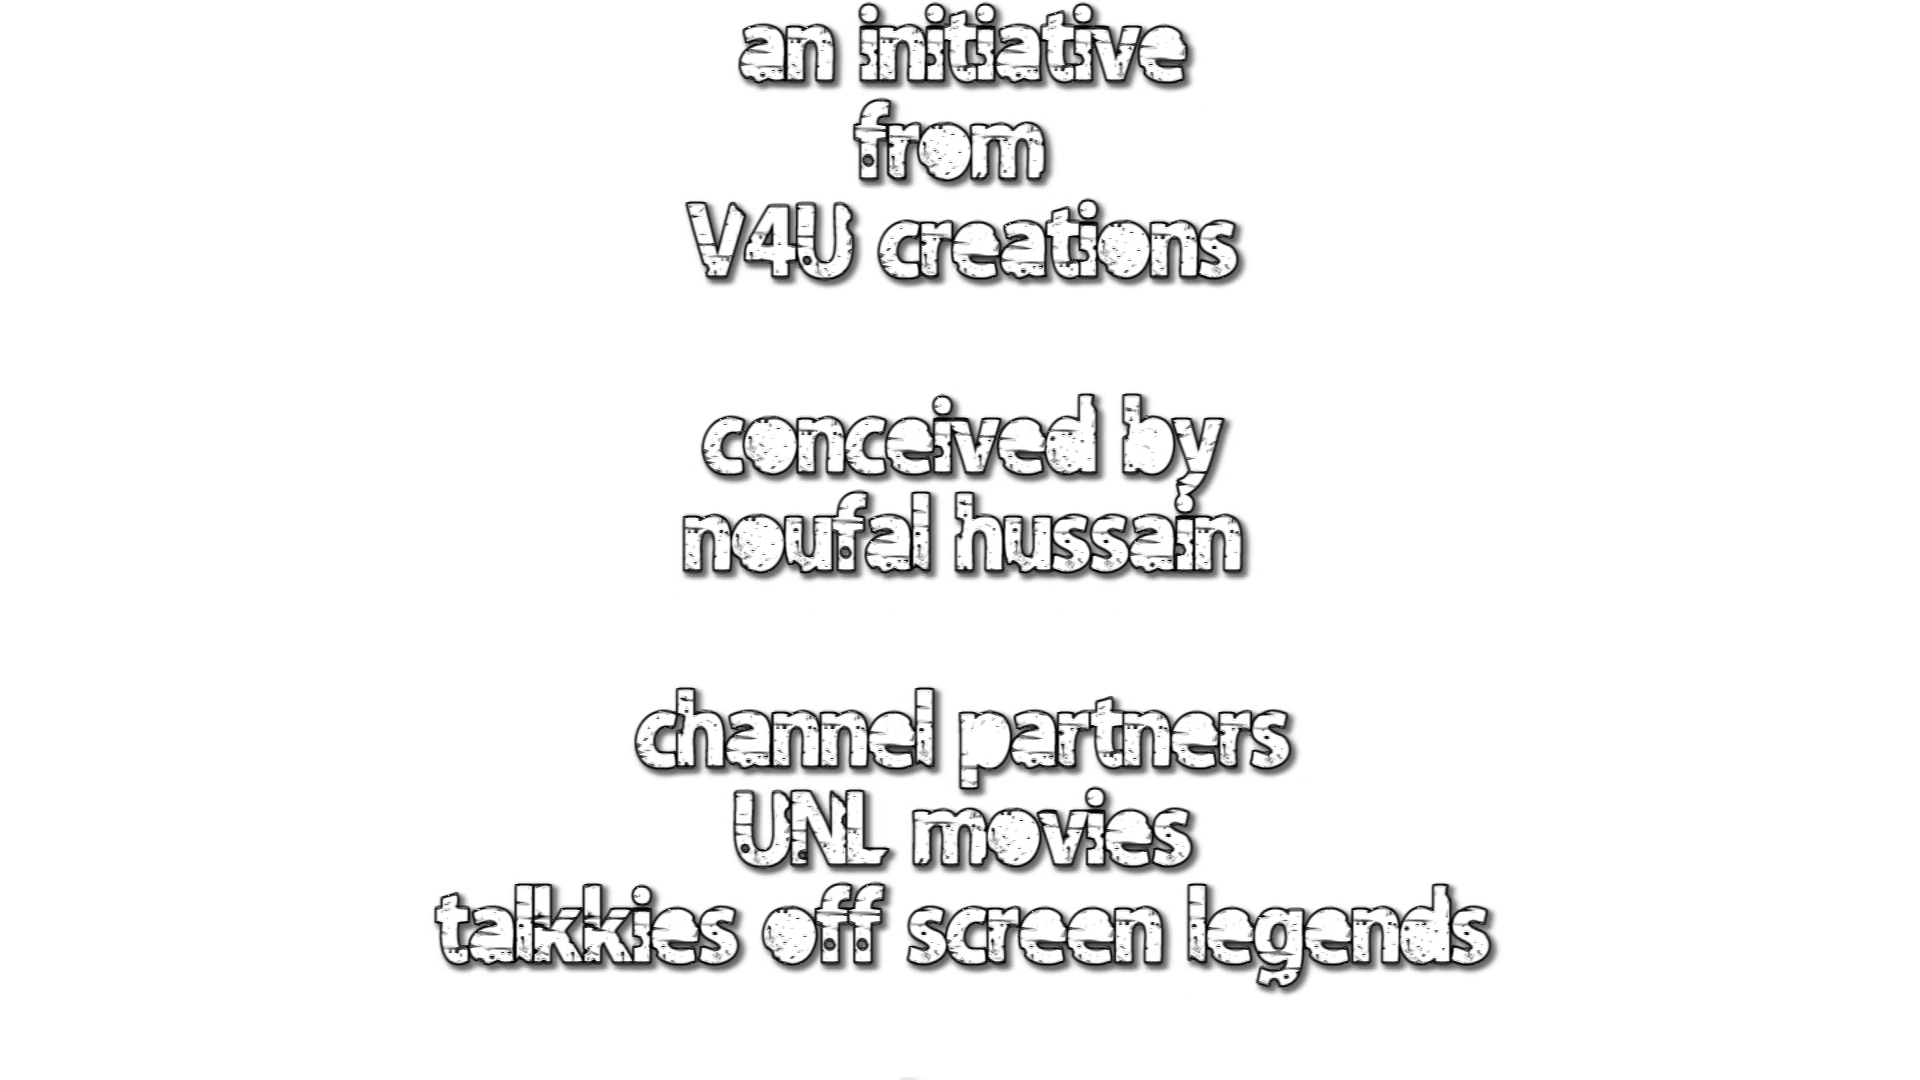 an initiative
from
V4U creations
conceived by
noufal hussain
channel partners
UNL movies
talkkies off screen legends